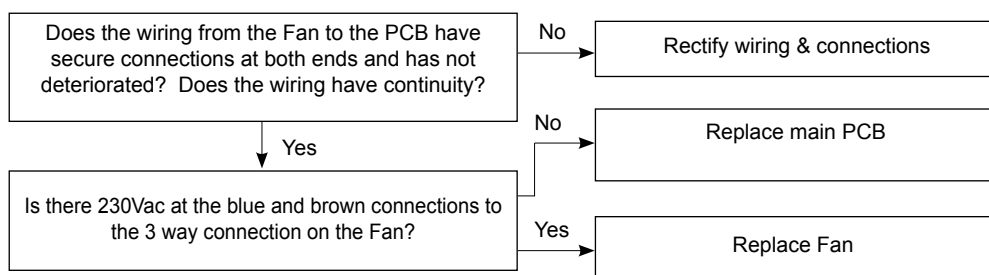 Does the wiring from the Fan to the PCB have
secure connections at both ends and has not
deteriorated? Does the wiring have continuity?
No
Rectify wiring & connections
Yes
Is there 230Vac at the blue and brown connections to
the 3 way connection on the Fan?
No
Replace main PCB
Yes
Replace Fan